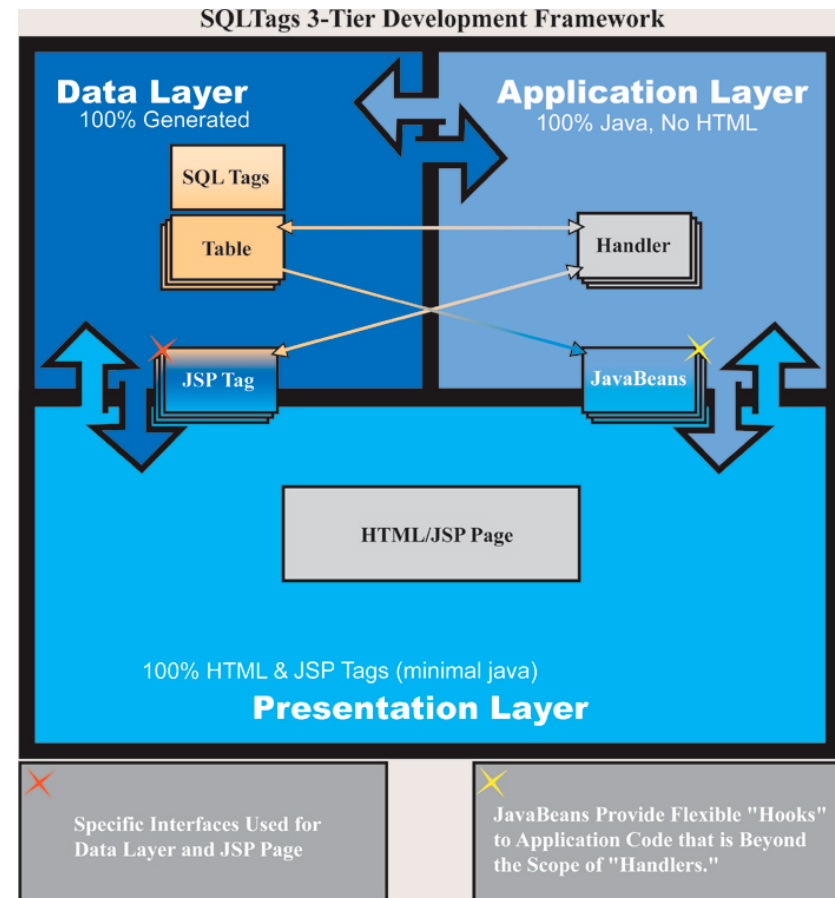 SQLTags 3-Tier Development Framework
Data Layer
100% Generated
Application Layer
100% Java, No HTML
SQL Tags
Table
Handler
JSP Tag
JavaBeans
HTML/JSP Page
100% HTML & JSP Tags (minimal java)
Presentation Layer
Specific Interfaces Used for
Data Layer and JSP Page
JavaBeans Provide Flexible "Hooks"
to Application Code that is Beyond
the Scope of "Handlers."